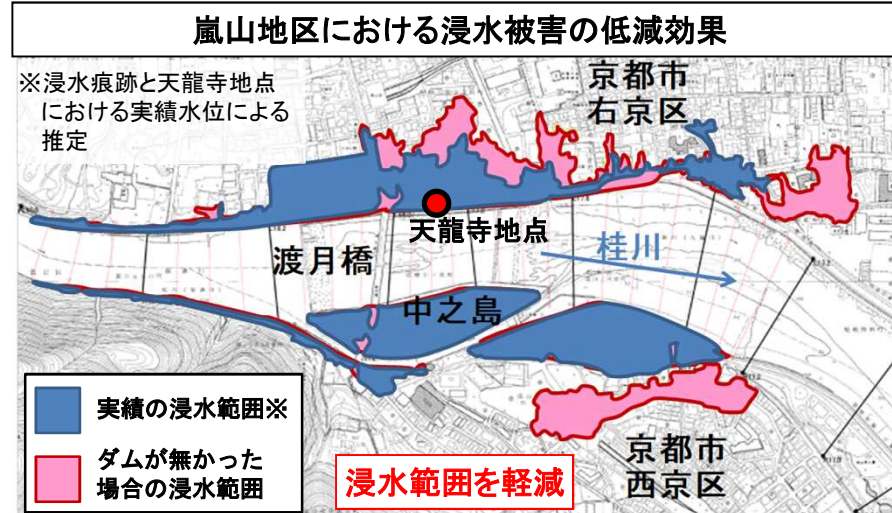 嵐山地区における浸水被害の低減効果
※浸水痕跡と天龍寺地点
における実績水位による
推定
京都市
右京区
天龍寺地点
渡月橋
桂川
中之島
実績の浸水範囲※
ダムが無かった
場合の浸水範囲
浸水範囲を軽減
京都市
西京区